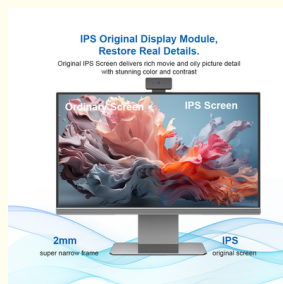 IPS Original Display Module,
Restore Real Details.
Original IPS Screen delivers rich movie and oily picture detail
with stunning color and contrast
Ordinary Screen
IPS Screen
2mm
super narrow frame
IPS
original screen